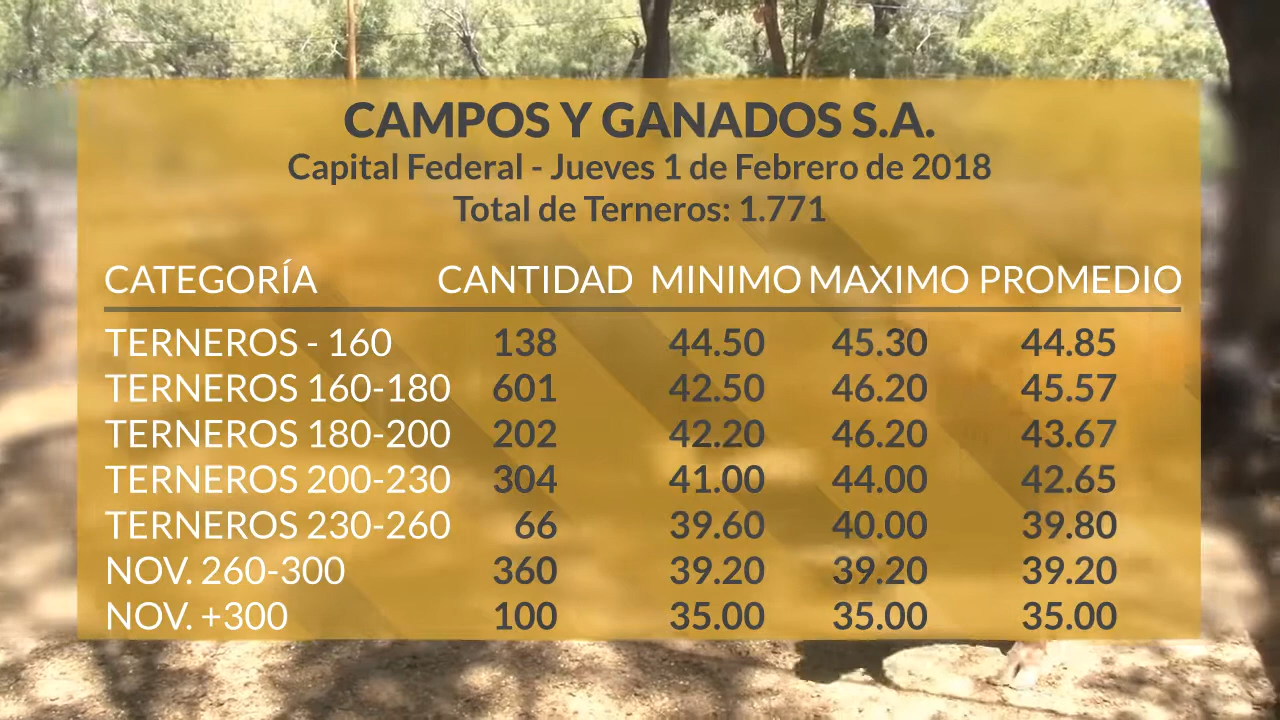 CAMPOS Y GANADOS S.A.
Capital Federal - Jueves 1 de Febrero de 2018
Total de Terneros: 1.771
CATEGORÍA CANTIDAD MINIMO MAXIMO PROMEDIO
TERNEROS - 160 138 44.50 45.30 44.85
TERNEROS 160-180 601 42.50 46.20 45.57
TERNEROS 180-200 202 42.20 46.20 43.67
TERNEROS 200-230 304 41.00 44.00 42.65
TERNEROS 230-260 66 39.60 40.00 39.80
NOV. 260-300 360 39.20 39.20 39.20
NOV. +300 100 35.00 35.00 35.00